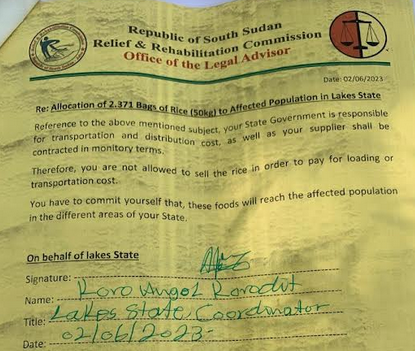 Republic of South Sudan
Relief & Rehabilitation Commission
Office of the Legal Advisor
Date: 02/06/2023
Re: Allocation of 2.371 Bags of Rice (50kg) to Affected Population in Lakes State
Reference to the above mentioned subject, your State Government is responsible
for transportation and distribution cost, as well as your supplier shall be
contracted in monitory terms.
Therefore, you are not allowed to sell the rice in order to pay for loading or
transportation cost.
You have to commit yourself that, these foods will reach the affected population
in the different areas of your State.
On behalf of lakes State
Signature:
Name: Koro Angol Korodit
Title: Lakes State Coordinator
Date: 02/06/2023-